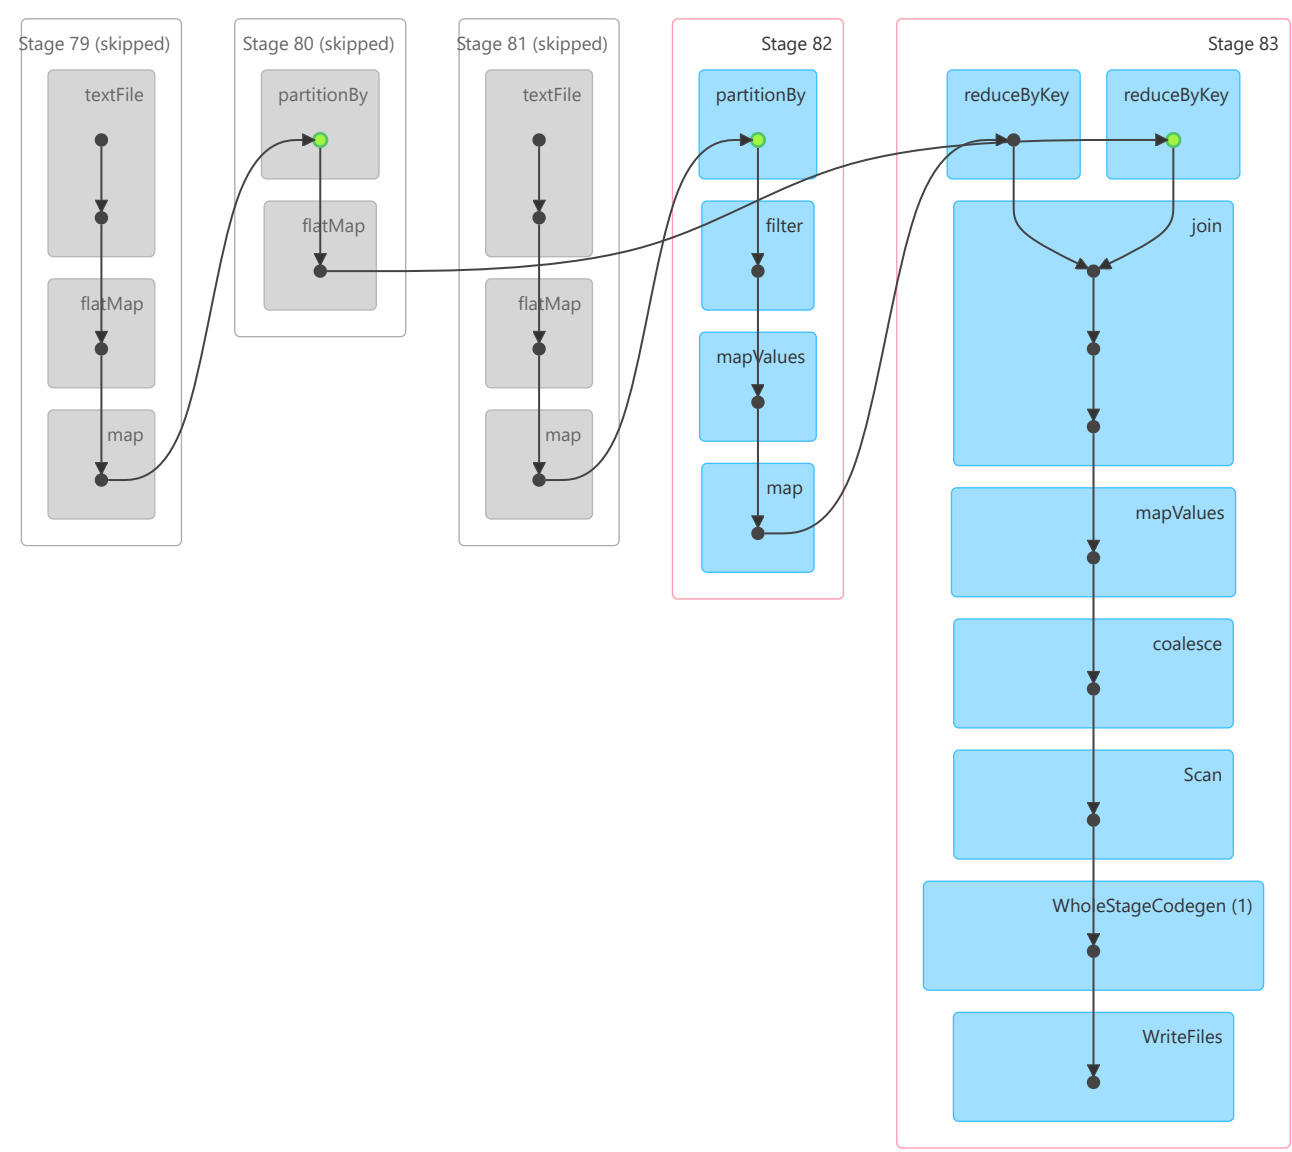 Stage 79 (skipped)
textFile
flatMap
map
Stage 80 (skipped)
partitionBy
flatMap
Stage 81 (skipped)
textFile
flatMap
map
Stage 82
partitionBy
filter
mapValues
map
Stage 83
reduceByKey
reduceByKey
join
mapValues
coalesce
Scan
WholeStageCodegen (1)
WriteFiles